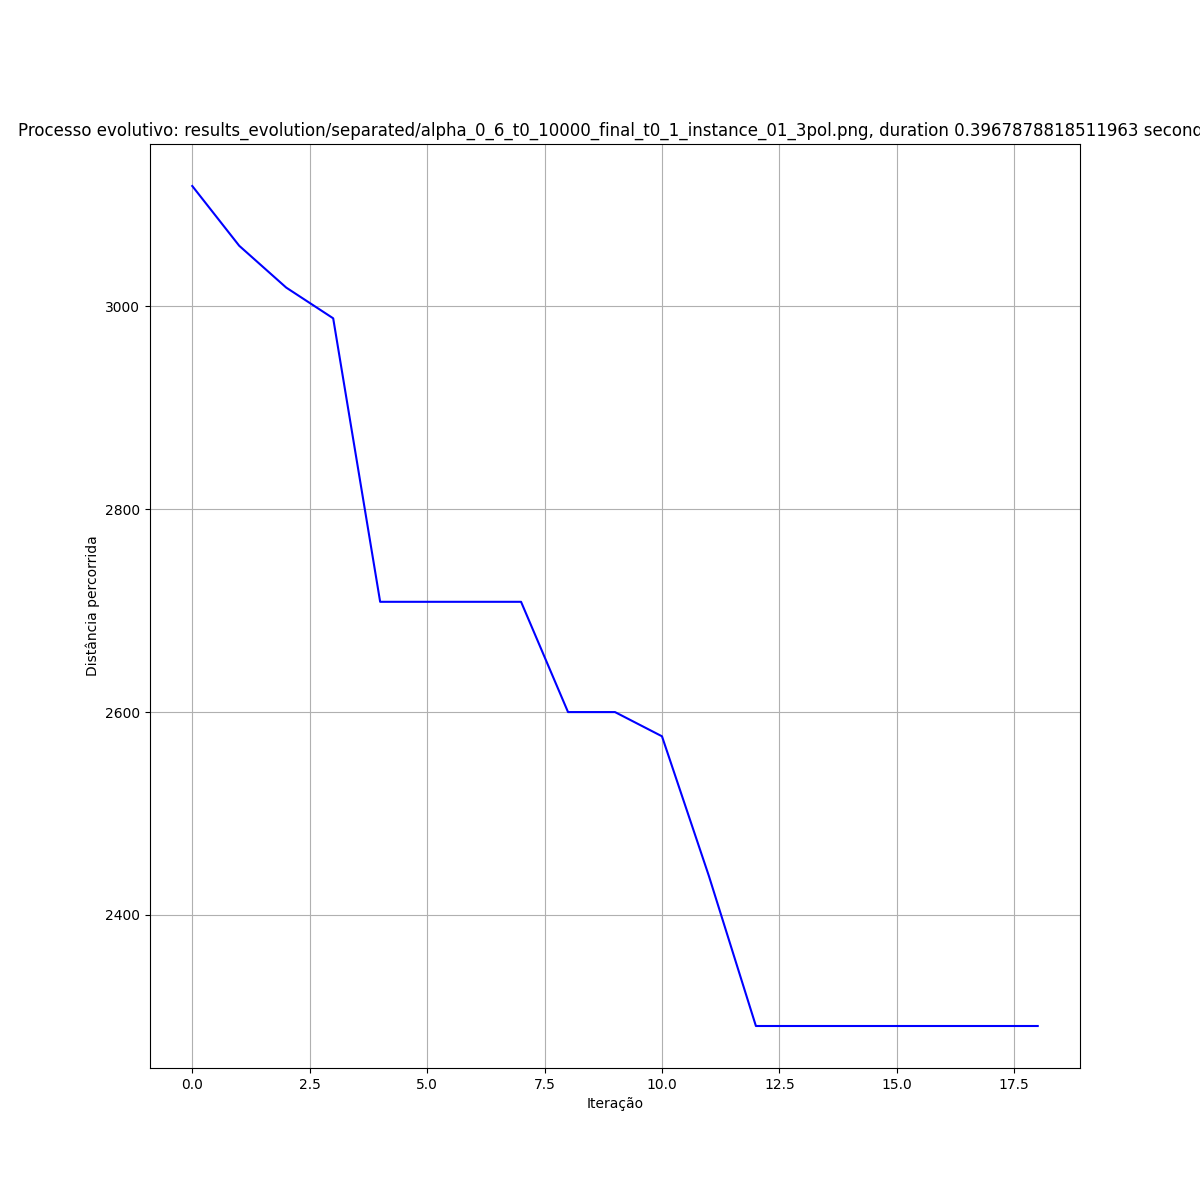 Processo evolutivo: results_evolution/separated/alpha_0_6_t0_10000_final_t0_1_instance_01_3pol.png, duration 0.3967878818511963 second
3000
2800
2600
2400
Distância percorrida
0.0 2.5 5.0 7.5 10.0 12.5 15.0 17.5
Iteração